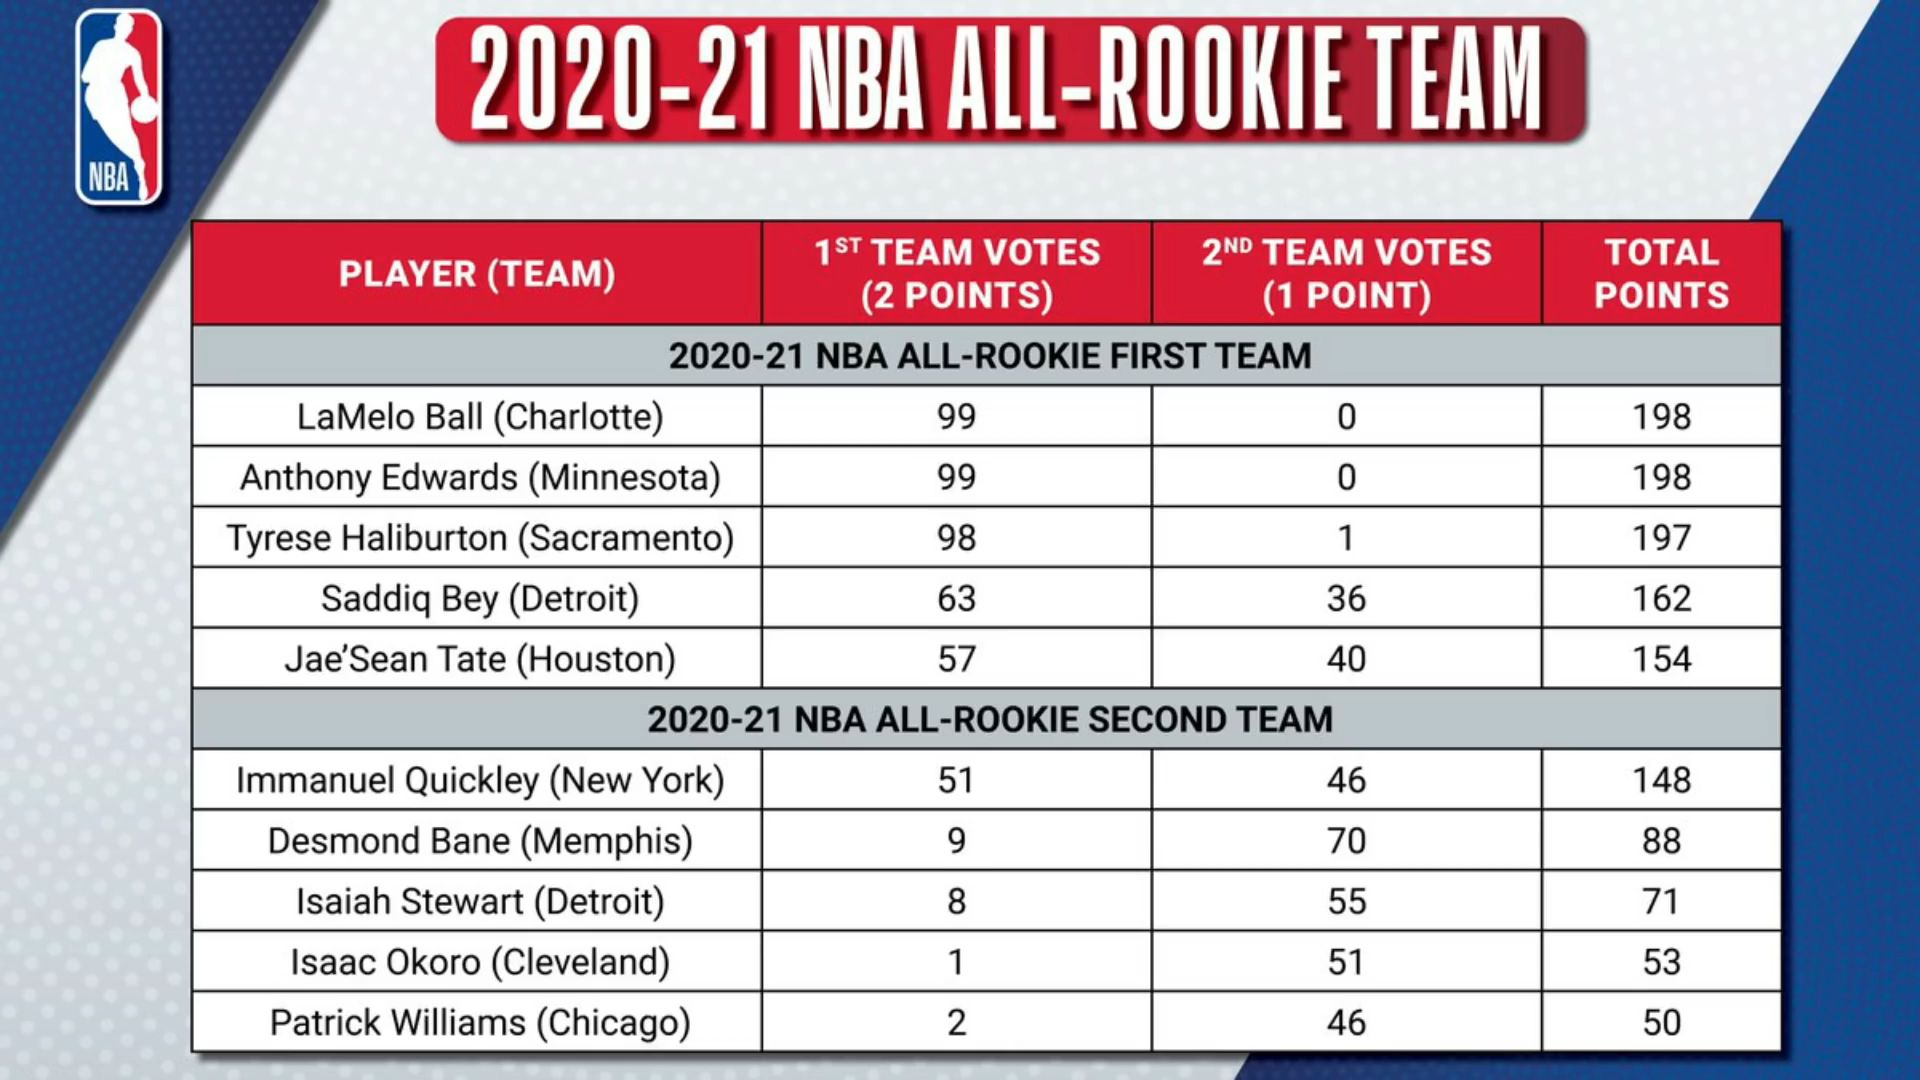 NBA
2020-21 NBA ALL-ROOKIE TEAM
PLAYER (TEAM) 1ST TEAM VOTES (2 POINTS) 2ND TEAM VOTES (1 POINT) TOTAL POINTS
2020-21 NBA ALL-ROOKIE FIRST TEAM
LaMelo Ball (Charlotte) 99 0 198
Anthony Edwards (Minnesota) 99 0 198
Tyrese Haliburton (Sacramento) 98 1 197
Saddiq Bey (Detroit) 63 36 162
Jae’Sean Tate (Houston) 57 40 154
2020-21 NBA ALL-ROOKIE SECOND TEAM
Immanuel Quickley (New York) 51 46 148
Desmond Bane (Memphis) 9 70 88
Isaiah Stewart (Detroit) 8 55 71
Isaac Okoro (Cleveland) 1 51 53
Patrick Williams (Chicago) 2 46 50